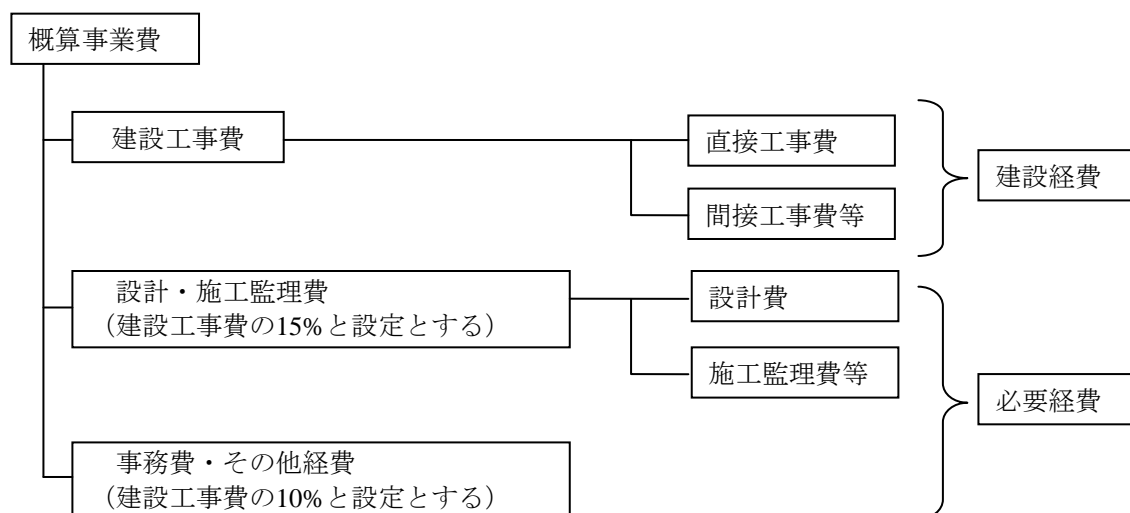 概算事業費
建設工事費
直接工事費
間接工事費等
建設経費
設計・施工監理費
（建設工事費の15%と設定とする）
設計費
施工監理費等
必要経費
事務費・その他経費
（建設工事費の10%と設定とする）